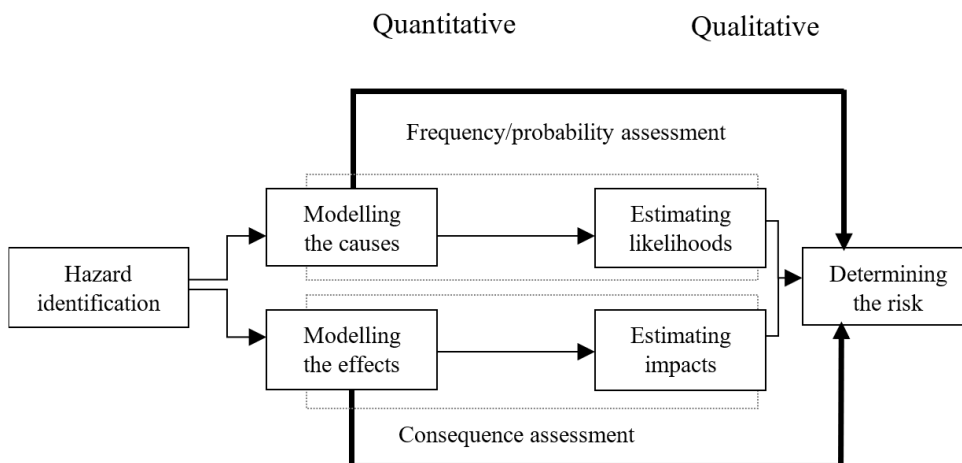 Quantitative
Qualitative
Frequency/probability assessment
Modelling
the causes
Estimating
likelihoods
Hazard
identification
Determining
the risk
Modelling
the effects
Estimating
impacts
Consequence assessment